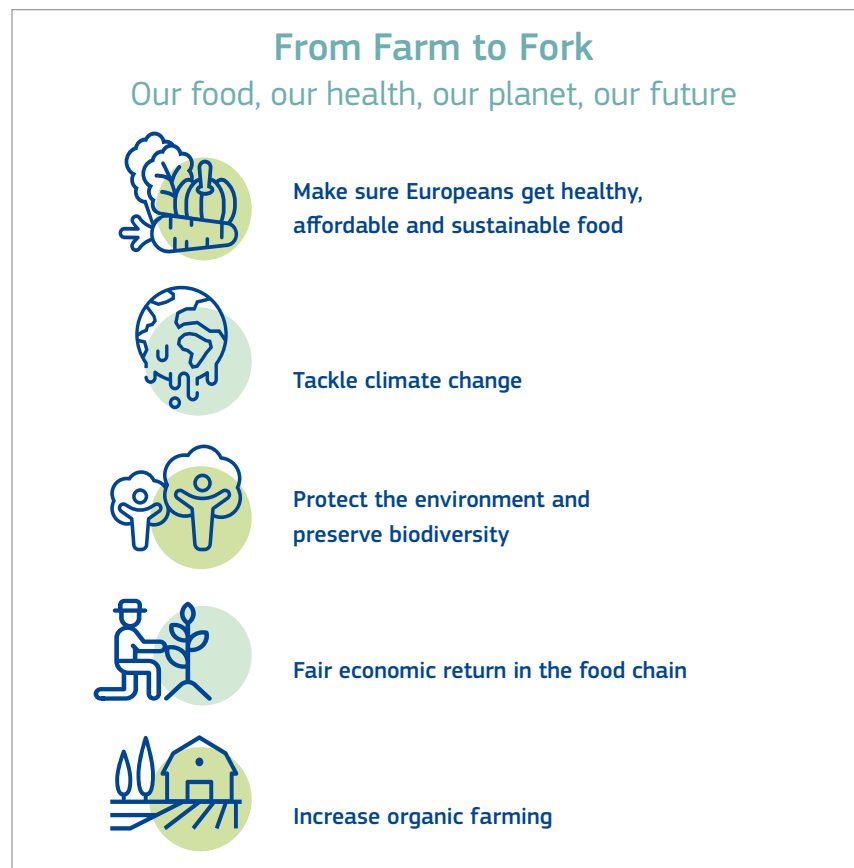 From Farm to Fork
Our food, our health, our planet, our future
Make sure Europeans get healthy,
affordable and sustainable food
Tackle climate change
Protect the environment and
preserve biodiversity
Fair economic return in the food chain
Increase organic farming